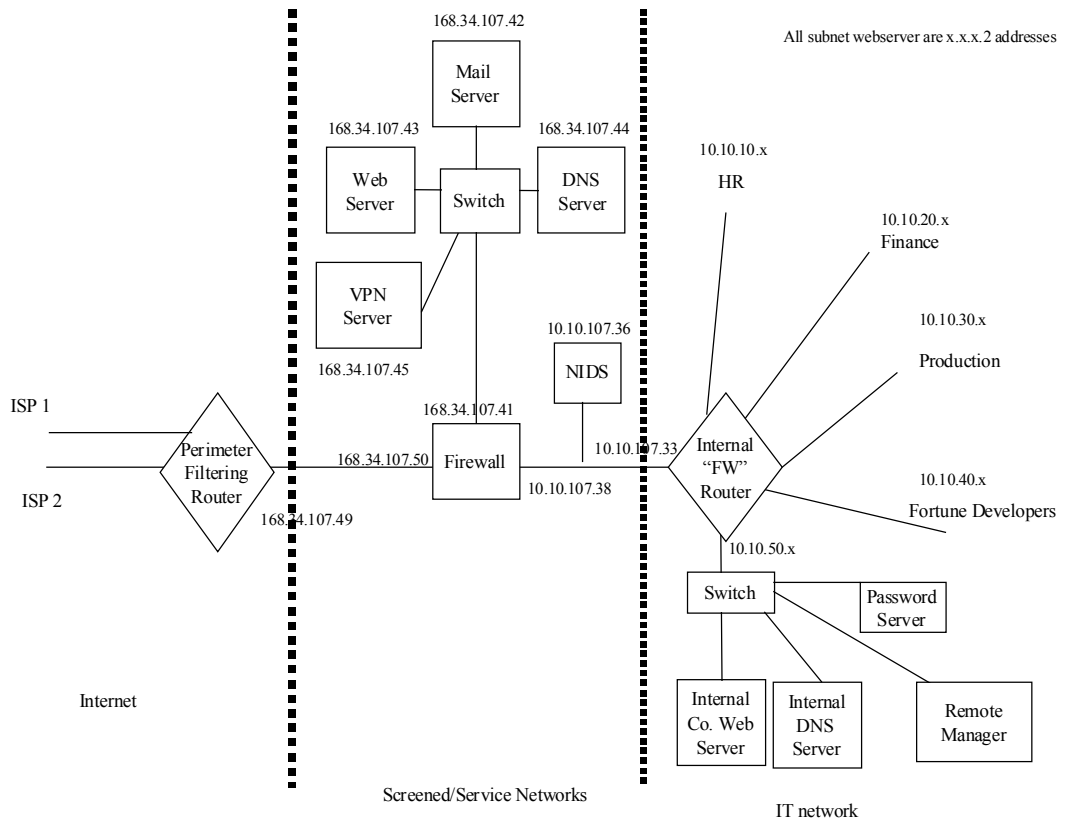 168.34.107.42
All subnet webserver are x.x.x.2 addresses
Mail
Server
168.34.107.43
168.34.107.44
Web
Server
Switch
DNS
Server
10.10.10.x
HR
10.10.20.x
Finance
VPN
Server
168.34.107.45
10.10.107.36
NIDS
10.10.30.x
Production
ISP 1
ISP 2
Perimeter
Filtering
Router
168.34.107.49
168.34.107.41
168.34.107.50
Firewall
10.10.107.38
10.10.107.33
Internal
“FW”
Router
10.10.40.x
Fortune Developers
10.10.50.x
Switch
Password
Server
Internal
Co. Web
Server
Internal
DNS
Server
Remote
Manager
Internet
Screened/Service Networks
IT network